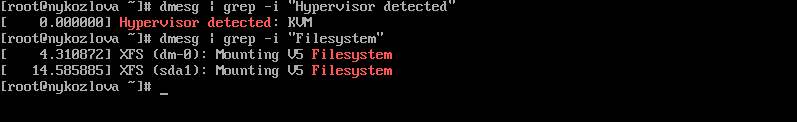 [root@nykozlova ~]# dmesg | grep -i "Hypervisor detected"
[    0.000000] Hypervisor detected: KVM
[root@nykozlova ~]# dmesg | grep -i "Filesystem"
[    4.310872] XFS (dm-0): Mounting V5 Filesystem
[   14.585885] XFS (sda1): Mounting V5 Filesystem
[root@nykozlova ~]# _